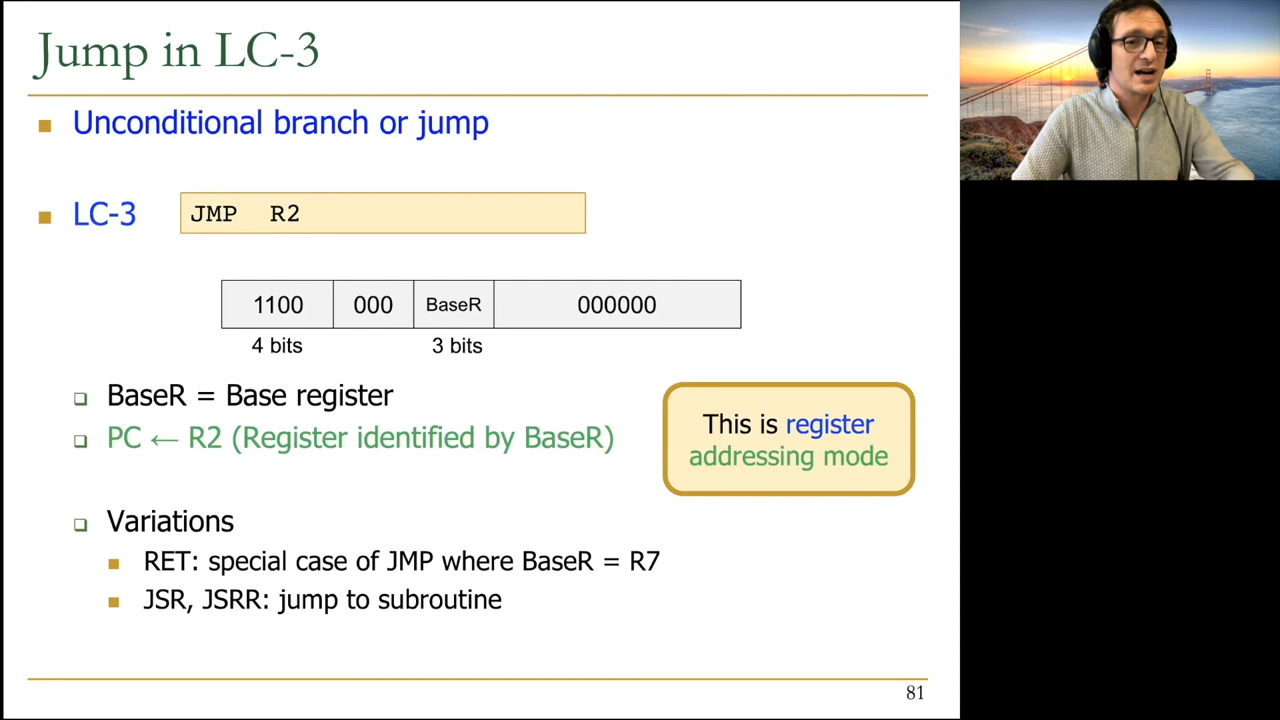 Jump in LC-3
Unconditional branch or jump
LC-3
JMP R2
1100 000 BaseR 000000
4 bits 3 bits
BaseR = Base register
PC ← R2 (Register identified by BaseR)
This is register
addressing mode
Variations
RET: special case of JMP where BaseR = R7
JSR, JSRR: jump to subroutine
81